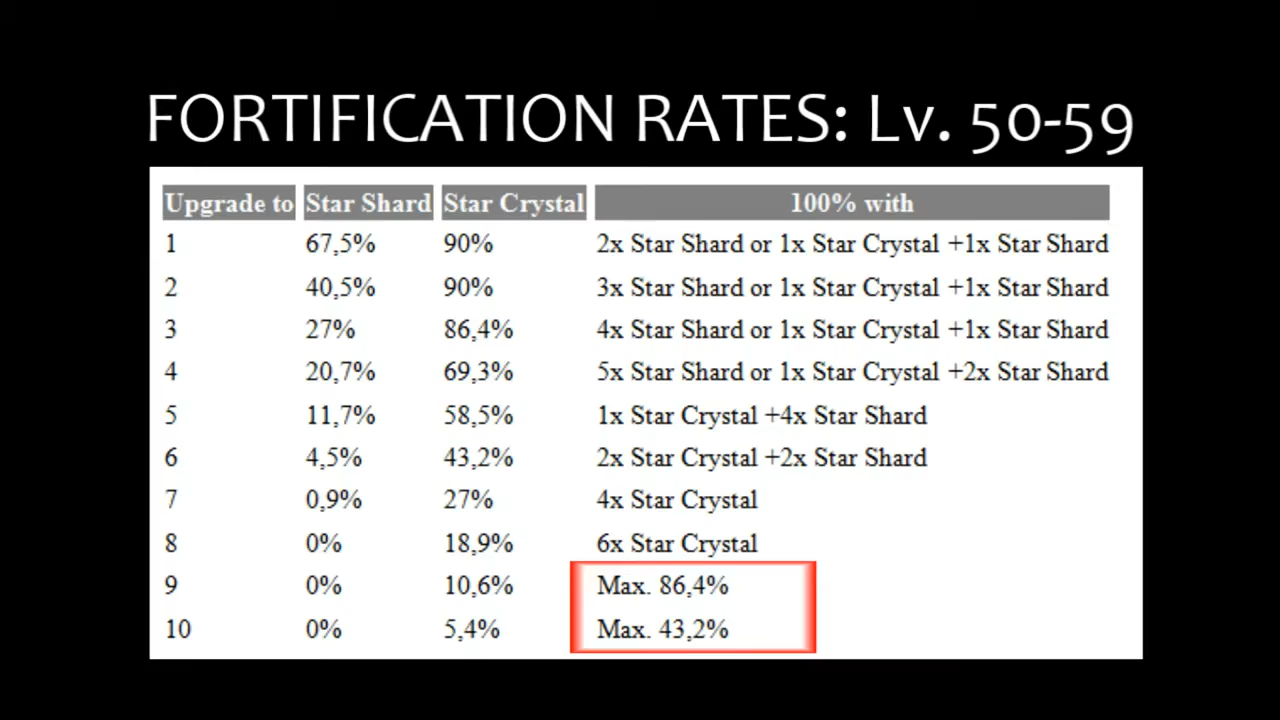 FORTIFICATION RATES: Lv. 50-59
Upgrade to Star Shard Star Crystal 100% with
1 67,5% 90% 2x Star Shard or 1x Star Crystal +1x Star Shard
2 40,5% 90% 3x Star Shard or 1x Star Crystal +1x Star Shard
3 27% 86,4% 4x Star Shard or 1x Star Crystal +1x Star Shard
4 20,7% 69,3% 5x Star Shard or 1x Star Crystal +2x Star Shard
5 11,7% 58,5% 1x Star Crystal +4x Star Shard
6 4,5% 43,2% 2x Star Crystal +2x Star Shard
7 0,9% 27% 4x Star Crystal
8 0% 18,9% 6x Star Crystal
9 0% 10,6% Max. 86,4%
10 0% 5,4% Max. 43,2%